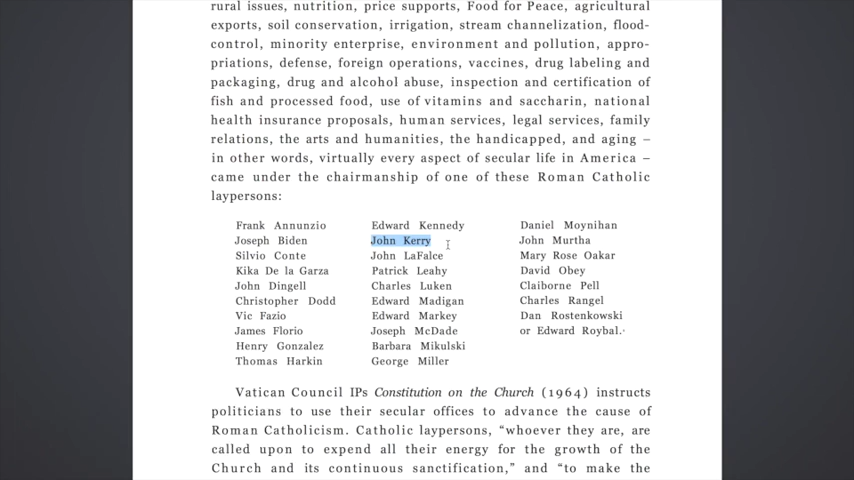 rural issues, nutrition, price supports, Food for Peace, agricultural
exports, soil conservation, irrigation, stream channelization, flood-
control, minority enterprise, environment and pollution, appro-
priations, defense, foreign operations, vaccines, drug labeling and
packaging, drug and alcohol abuse, inspection and certification of
fish and processed food, use of vitamins and saccharin, national
health insurance proposals, human services, legal services, family
relations, the arts and humanities, the handicapped, and aging –
in other words, virtually every aspect of secular life in America –
came under the chairmanship of one of these Roman Catholic
laypersons:
Frank Annunzio
Joseph Biden
Silvio Conte
Kika De la Garza
John Dingell
Christopher Dodd
Vic Fazio
James Florio
Henry Gonzalez
Thomas Harkin
Edward Kennedy
John Kerry
John LaFalce
Patrick Leahy
Charles Luken
Edward Madigan
Edward Markey
Joseph McDade
Barbara Mikulski
George Miller
Daniel Moynihan
John Murtha
Mary Rose Oakar
David Obey
Claiborne Pell
Charles Rangel
Dan Rostenkowski
or Edward Roybal.·
Vatican Council IPs Constitution on the Church (1964) instructs
politicians to use their secular offices to advance the cause of
Roman Catholicism. Catholic laypersons, “whoever they are, are
called upon to expend all their energy for the growth of the
Church and its continuous sanctification,” and “to make the